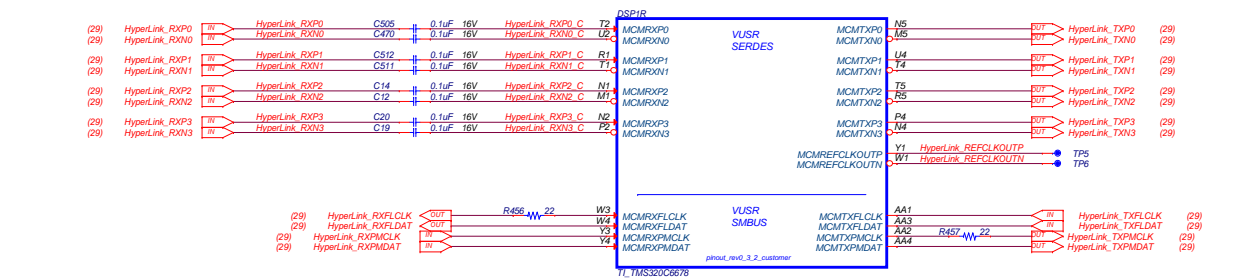 DSP1R
(29) HyperLink_RXP0 IN HyperLink_RXP0 C505 0.1uF 16V HyperLink_RXP0_C T2 MCMRXP0 VUSR MCMTXP0 N5 OUT HyperLink_TXP0 (29)
(29) HyperLink_RXN0 IN HyperLink_RXN0 C470 0.1uF 16V HyperLink_RXN0_C U2 MCMRXN0 SERDES MCMTXN0 M5 OUT HyperLink_TXN0 (29)
(29) HyperLink_RXP1 IN HyperLink_RXP1 C512 0.1uF 16V HyperLink_RXP1_C R1 MCMRXP1 MCMTXP1 U4 OUT HyperLink_TXP1 (29)
(29) HyperLink_RXN1 IN HyperLink_RXN1 C511 0.1uF 16V HyperLink_RXN1_C T1 MCMRXN1 MCMTXN1 T4 OUT HyperLink_TXN1 (29)
(29) HyperLink_RXP2 IN HyperLink_RXP2 C14 0.1uF 16V HyperLink_RXP2_C N1 MCMRXP2 MCMTXP2 T5 OUT HyperLink_TXP2 (29)
(29) HyperLink_RXN2 IN HyperLink_RXN2 C12 0.1uF 16V HyperLink_RXN2_C M1 MCMRXN2 MCMTXN2 R5 OUT HyperLink_TXN2 (29)
(29) HyperLink_RXP3 IN HyperLink_RXP3 C20 0.1uF 16V HyperLink_RXP3_C N2 MCMRXP3 MCMTXP3 P4 OUT HyperLink_TXP3 (29)
(29) HyperLink_RXN3 IN HyperLink_RXN3 C19 0.1uF 16V HyperLink_RXN3_C P2 MCMRXN3 MCMTXN3 N4 OUT HyperLink_TXN3 (29)
MCMREFCLKOUTP Y1 HyperLink_REFCLKOUTP TP5
MCMREFCLKOUTN W1 HyperLink_REFCLKOUTN TP6
(29) HyperLink_RXFLCLK OUT R456 22 W3 MCMRXFLCLK VUSR MCMTXFLCLK AA1 IN HyperLink_TXFLCLK (29)
(29) HyperLink_RXFLDAT OUT W4 MCMRXFLDAT SMBUS MCMTXFLDAT AA3 IN HyperLink_TXFLDAT (29)
(29) HyperLink_RXPMCLK IN Y3 MCMRXPMCLK MCMTXPMCLK AA2 R457 22 OUT HyperLink_TXPMCLK (29)
(29) HyperLink_RXPMDAT IN Y4 MCMRXPMDAT MCMTXPMDAT AA4 OUT HyperLink_TXPMDAT (29)
pinout_rev0_3_2_customer
TI_TMS320C6678